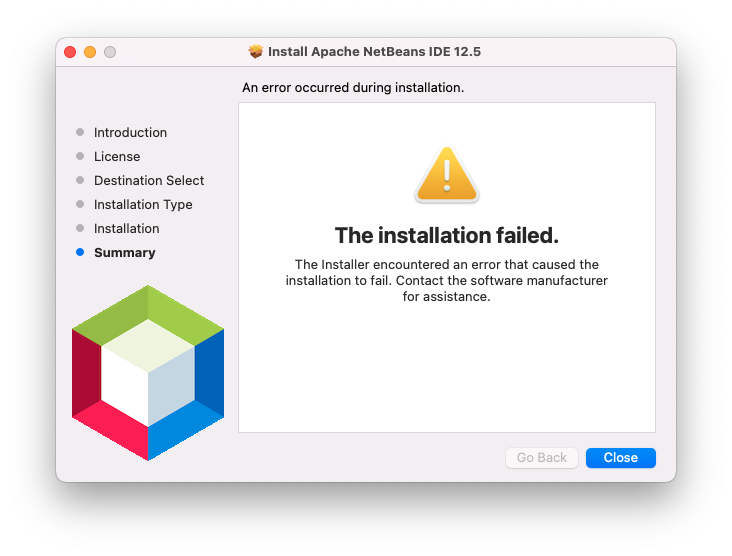 Install Apache NetBeans IDE 12.5
An error occurred during installation.
Introduction
License
Destination Select
Installation Type
Installation
Summary
The installation failed.
The Installer encountered an error that caused the
installation to fail. Contact the software manufacturer
for assistance.
Go Back
Close